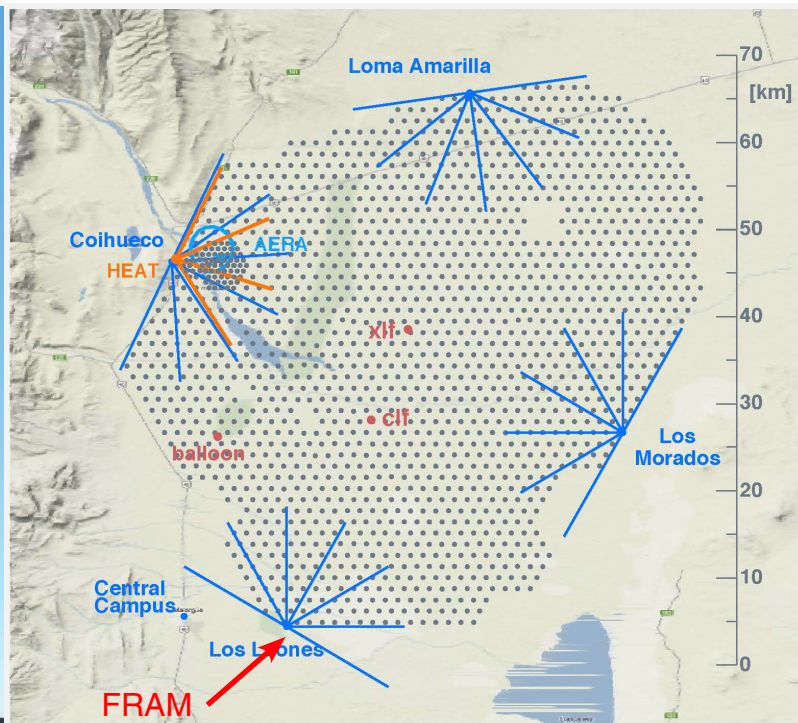 Loma Amarilla
70
[km]
60
50
Coihueco
AERA
HEAT
40
xlf
30
clf
Los
Morados
balloon
20
10
Central
Campus
Los Leones
0
FRAM